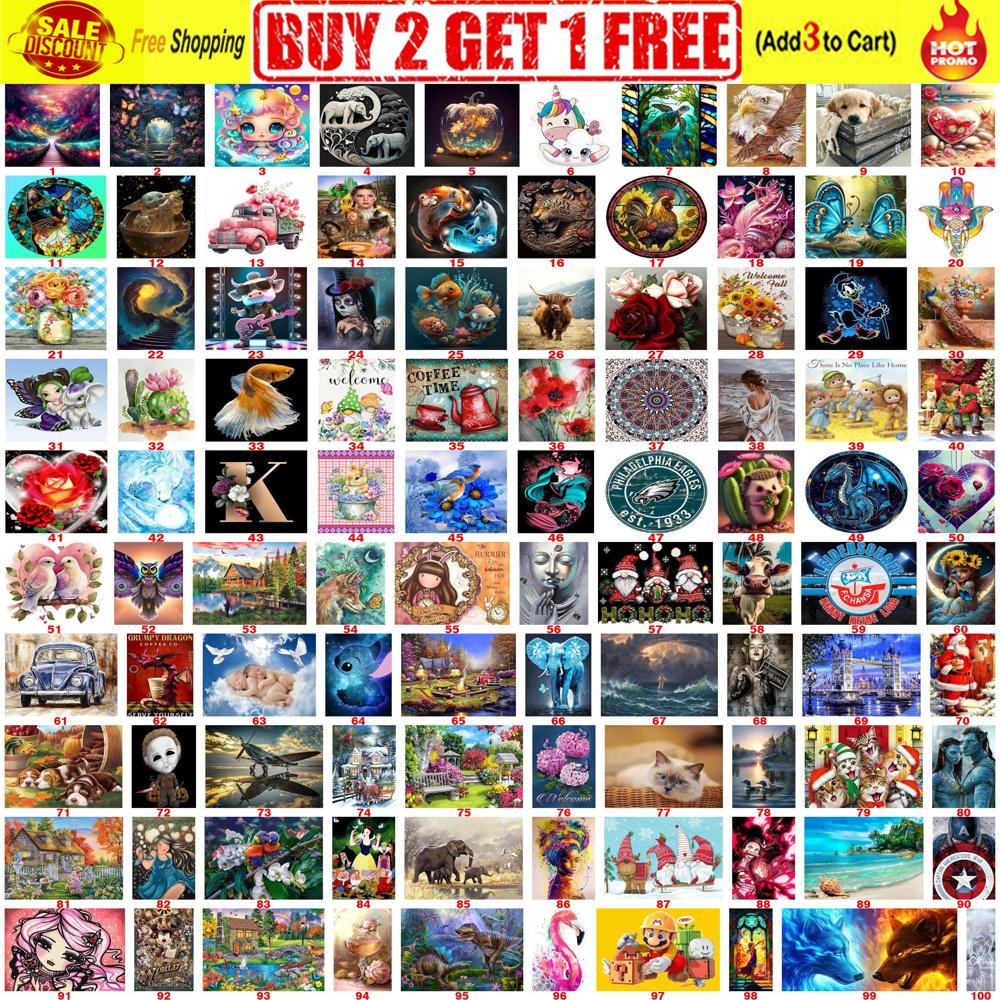 SALE
DISCOUNT
Free Shopping
BUY 2 GET 1 FREE
(Add 3 to Cart)
HOT
PROMO
1 2 3 4 5 6 7 8 9 10
11 12 13 14 15 16 17 18 19 20
Welcome
Fall
21 22 23 24 25 26 27 28 29 30
welcome
COFFEE
TIME
There Is No Place Like Home
31 32 33 34 35 36 37 38 39 40
K
PHILADELPHIA EAGLES
est. 1933
41 42 43 44 45 46 47 48 49 50
F.C. HANSA
51 52 53 54 55 56 57 58 59 60
GRUMPY DRAGON
COFFEE CO.
SERVE YOURSELF
61 62 63 64 65 66 67 68 69 70
Welcome
71 72 73 74 75 76 77 78 79 80
81 82 83 84 85 86 87 88 89 90
91 92 93 94 95 96 97 98 99 100